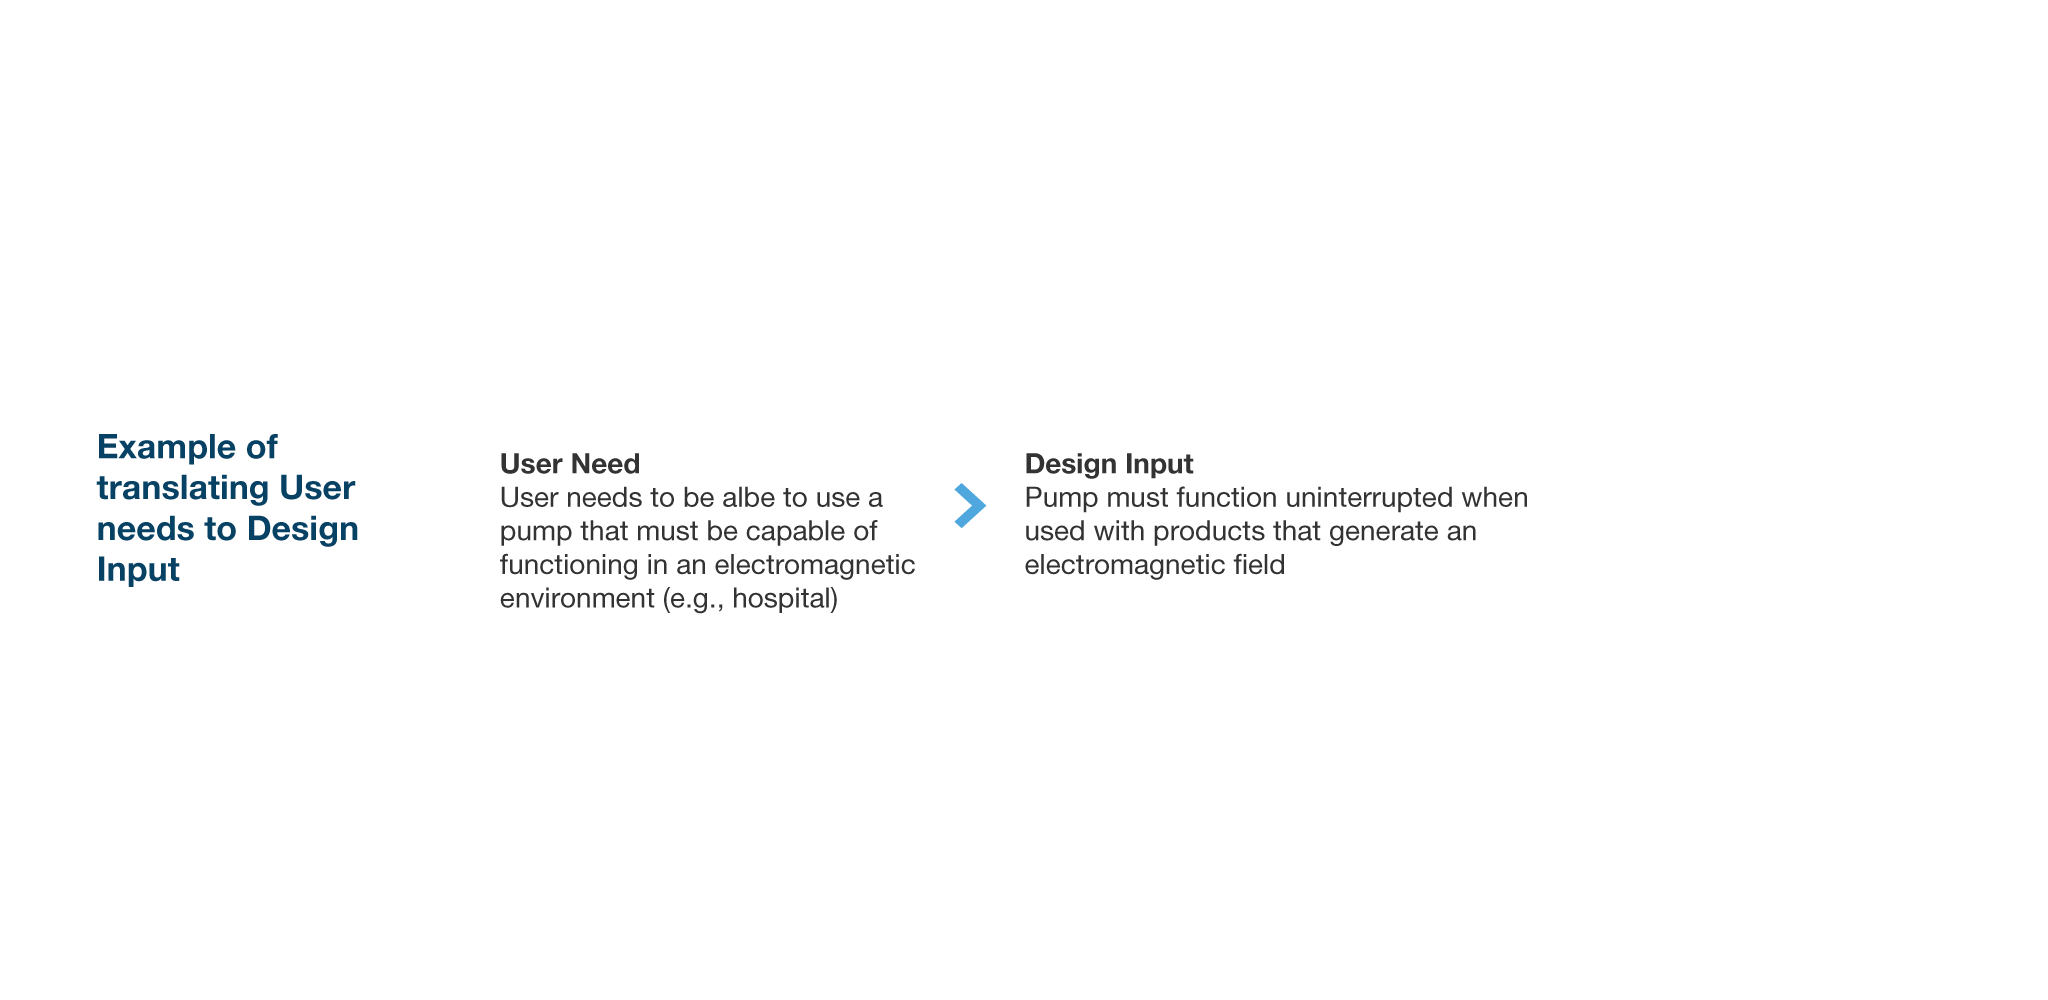 Example of
translating User
needs to Design
Input
User Need
User needs to be albe to use a
pump that must be capable of
functioning in an electromagnetic
environment (e.g., hospital)
Design Input
Pump must function uninterrupted when
used with products that generate an
electromagnetic field